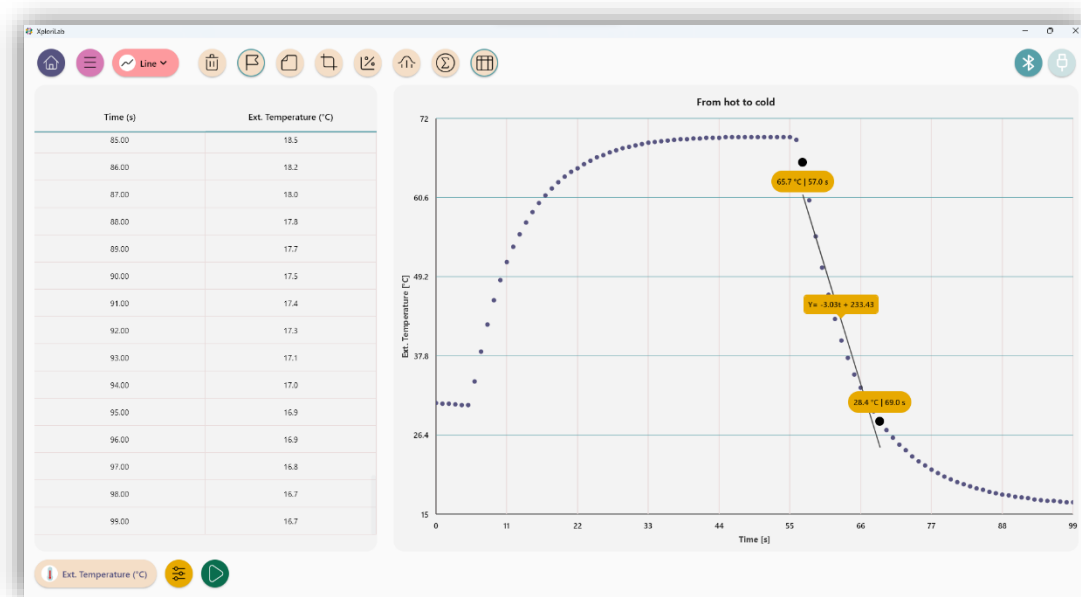 XploriLab
Line
Time (s) Ext. Temperature (°C)
85.00 18.5
86.00 18.2
87.00 18.0
88.00 17.8
89.00 17.7
90.00 17.5
91.00 17.4
92.00 17.3
93.00 17.1
94.00 17.0
95.00 16.9
96.00 16.9
97.00 16.8
98.00 16.7
99.00 16.7
From hot to cold
72
60.6
49.2
37.8
26.4
15
Ext. Temperature [°C]
65.7 °C | 57.0 s
Y= -3.03t + 233.43
28.4 °C | 69.0 s
0 11 22 33 44 55 66 77 88 99
Time [s]
Ext. Temperature (°C)